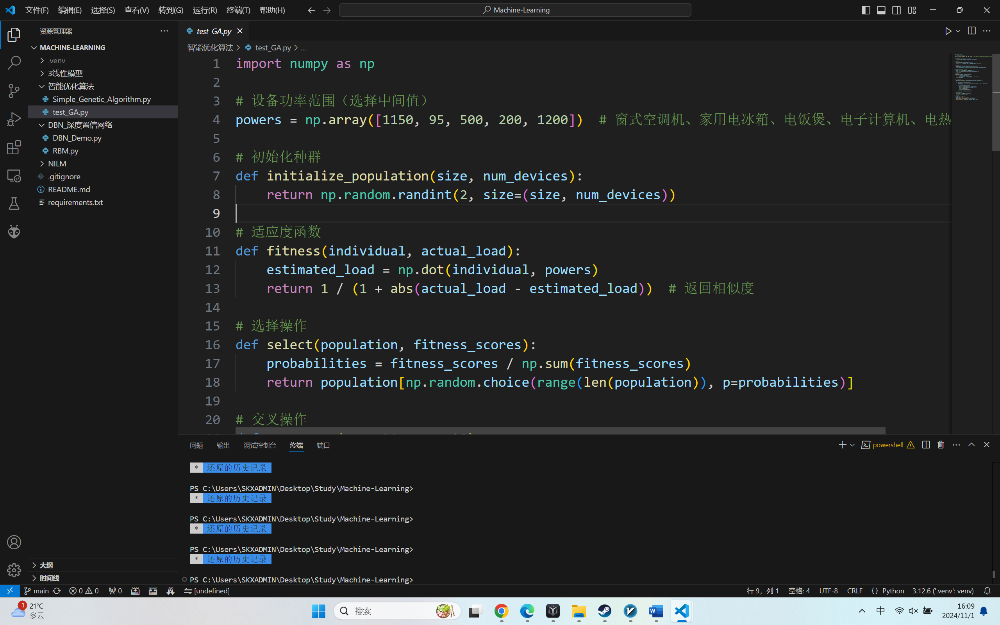 文件(F) 编辑(E) 选择(S) 查看(V) 转到(G) 运行(R) 终端(T) 帮助(H) Machine-Learning
资源管理器
MACHINE-LEARNING
.venv
3线性模型
智能优化算法
Simple_Genetic_Algorithm.py
test_GA.py
DBN_深度置信网络
DBN_Demo.py
RBM.py
NILM
.gitignore
README.md
requirements.txt
大纲
时间线
test_GA.py
智能优化算法 > test_GA.py > ...
1 import numpy as np
2
3 # 设备功率范围（选择中间值）
4 powers = np.array([1150, 95, 500, 200, 1200]) # 窗式空调机、家用电冰箱、电饭煲、电子计算机、电热
5
6 # 初始化种群
7 def initialize_population(size, num_devices):
8 return np.random.randint(2, size=(size, num_devices))
9
10 # 适应度函数
11 def fitness(individual, actual_load):
12 estimated_load = np.dot(individual, powers)
13 return 1 / (1 + abs(actual_load - estimated_load)) # 返回相似度
14
15 # 选择操作
16 def select(population, fitness_scores):
17 probabilities = fitness_scores / np.sum(fitness_scores)
18 return population[np.random.choice(range(len(population)), p=probabilities)]
19
20 # 交叉操作
问题 输出 调试控制台 终端 端口 powershell
* 还原的历史记录
PS C:\Users\SKXADMIN\Desktop\Study\Machine-Learning>
* 还原的历史记录
PS C:\Users\SKXADMIN\Desktop\Study\Machine-Learning>
* 还原的历史记录
PS C:\Users\SKXADMIN\Desktop\Study\Machine-Learning>
* 还原的历史记录
PS C:\Users\SKXADMIN\Desktop\Study\Machine-Learning>
main 0 0 0 [undefined] 行 9，列 1 空格: 4 UTF-8 CRLF {} Python 3.12.6 ('.venv': venv)
1 21°C
多云
搜索
中
16:09
2024/11/1